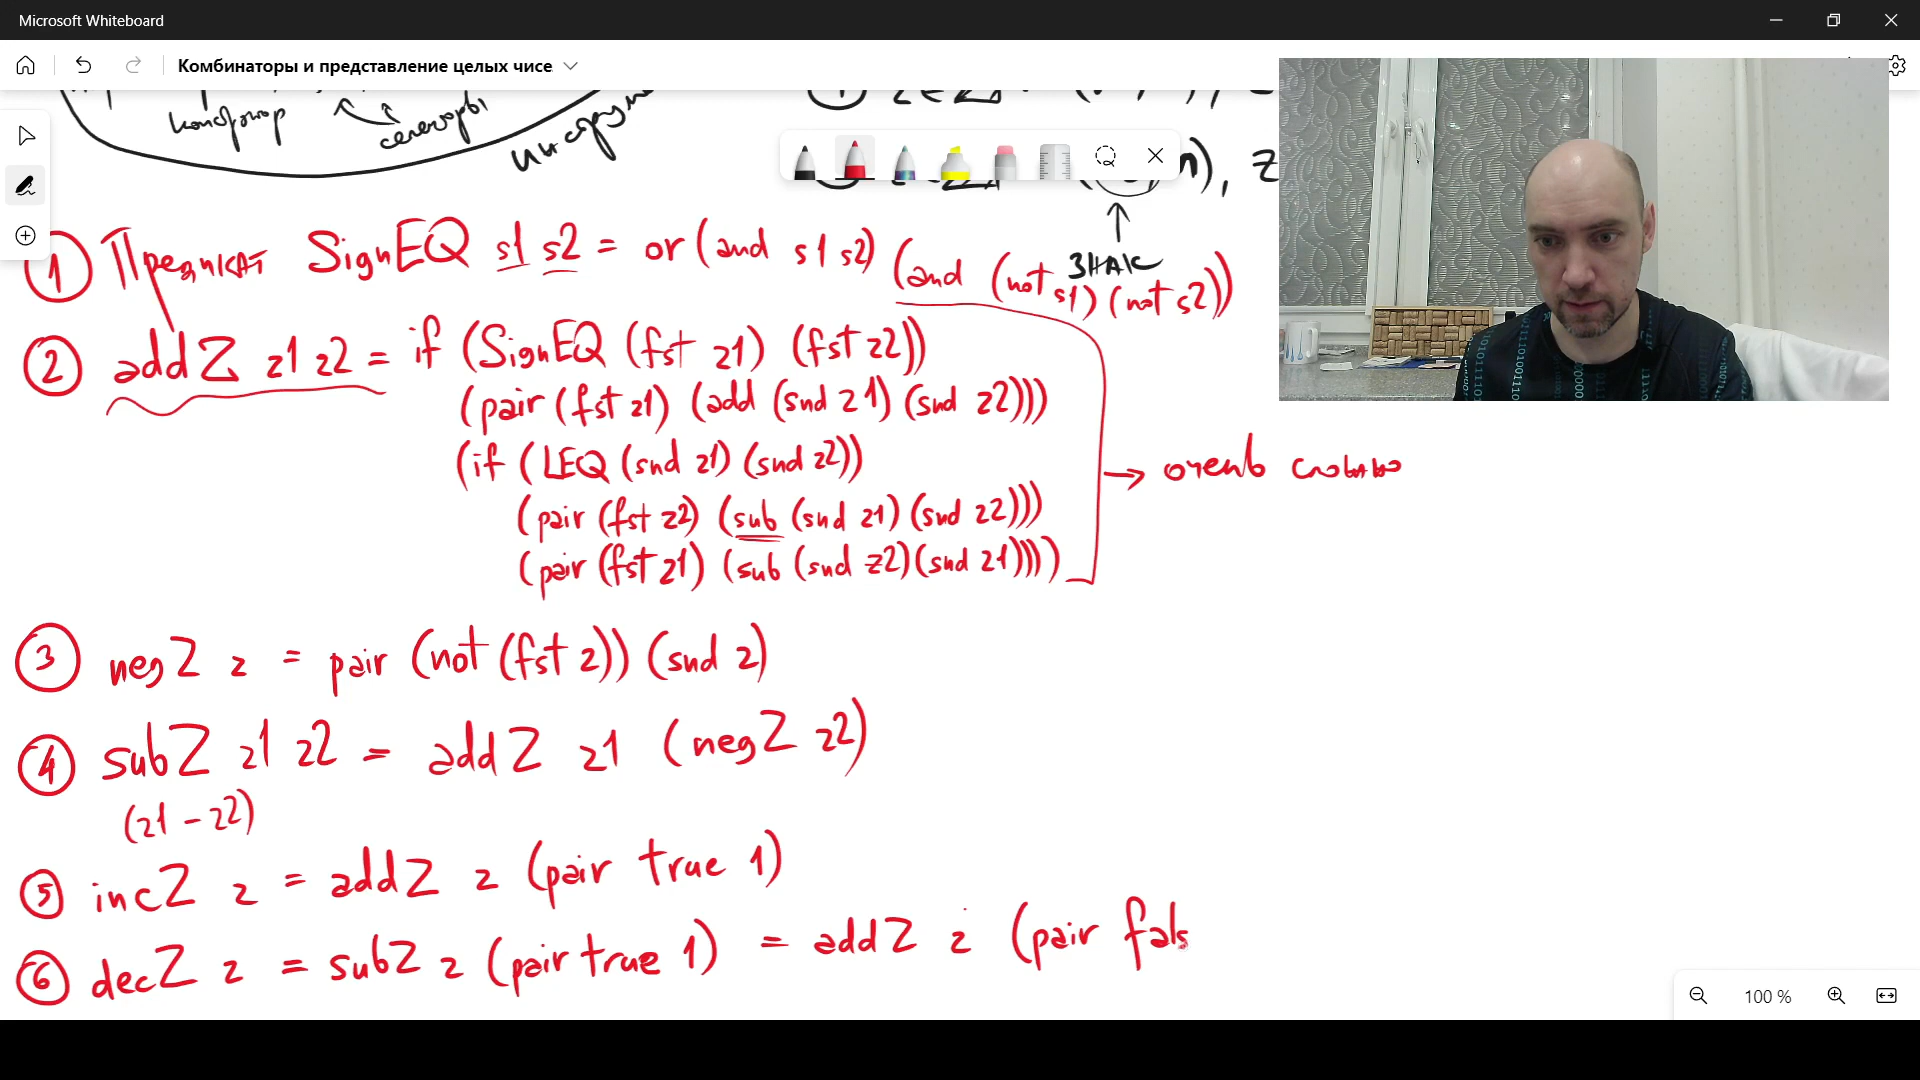 Microsoft Whiteboard
Комбинаторы и представление целых чисе
конструктор
селекторы
знак
① Предикат SignEQ s1 s2 = or (and s1 s2) (and (not s1) (not s2))
② addZ z1 z2 = if (SignEQ (fst z1) (fst z2))
(pair (fst z1) (add (snd z1) (snd z2)))
(if (LEQ (snd z1) (snd z2))
(pair (fst z2) (sub (snd z1) (snd z2)))
(pair (fst z1) (sub (snd z2) (snd z1))))
→ очень сложно
③ negZ z = pair (not (fst z)) (snd z)
④ subZ z1 z2 = addZ z1 (negZ z2)
(z1 - z2)
⑤ incZ z = addZ z (pair true 1)
⑥ decZ z = subZ z (pair true 1) = addZ z (pair fals
100 %